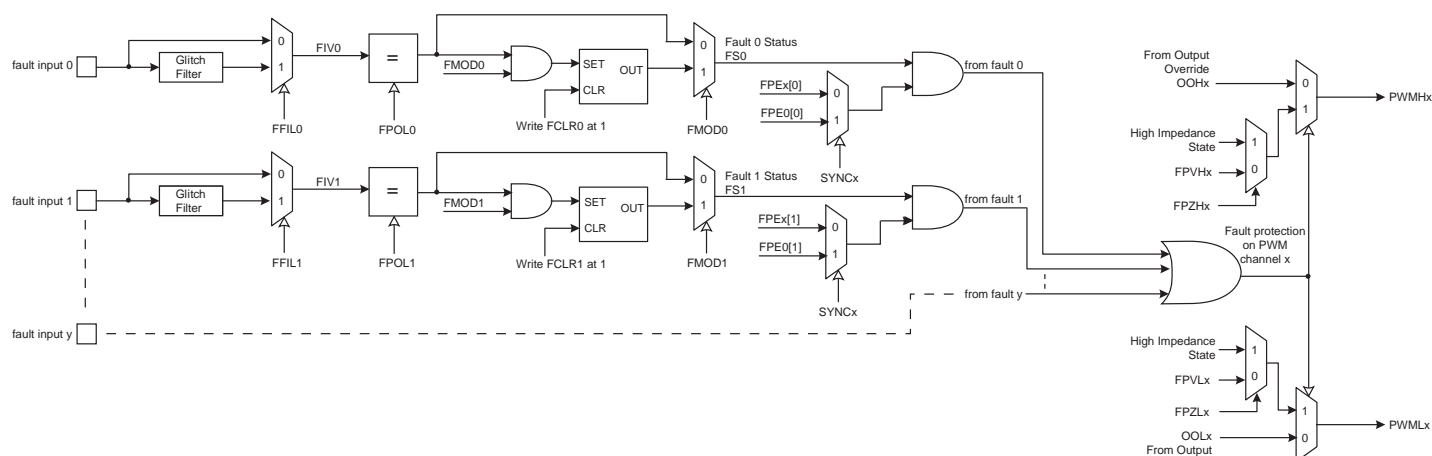 fault input 0
Glitch
Filter
0
1
FFIL0
FIV0
=
FPOL0
FMOD0
SET
OUT
CLR
Write FCLR0 at 1
0
1
FMOD0
Fault 0 Status
FS0
FPEx[0]
FPE0[0]
0
1
SYNCx
from fault 0
fault input 1
Glitch
Filter
0
1
FFIL1
FIV1
=
FPOL1
FMOD1
SET
OUT
CLR
Write FCLR1 at 1
0
1
FMOD1
Fault 1 Status
FS1
FPEx[1]
FPE0[1]
0
1
SYNCx
from fault 1
fault input y
from fault y
From Output
Override
OOHx
0
1
PWMHx
High Impedance
State
FPVHx
1
0
FPZHx
Fault protection
on PWM
channel x
High Impedance
State
FPVLx
1
0
FPZLx
OOLx
From Output
1
0
PWMLx